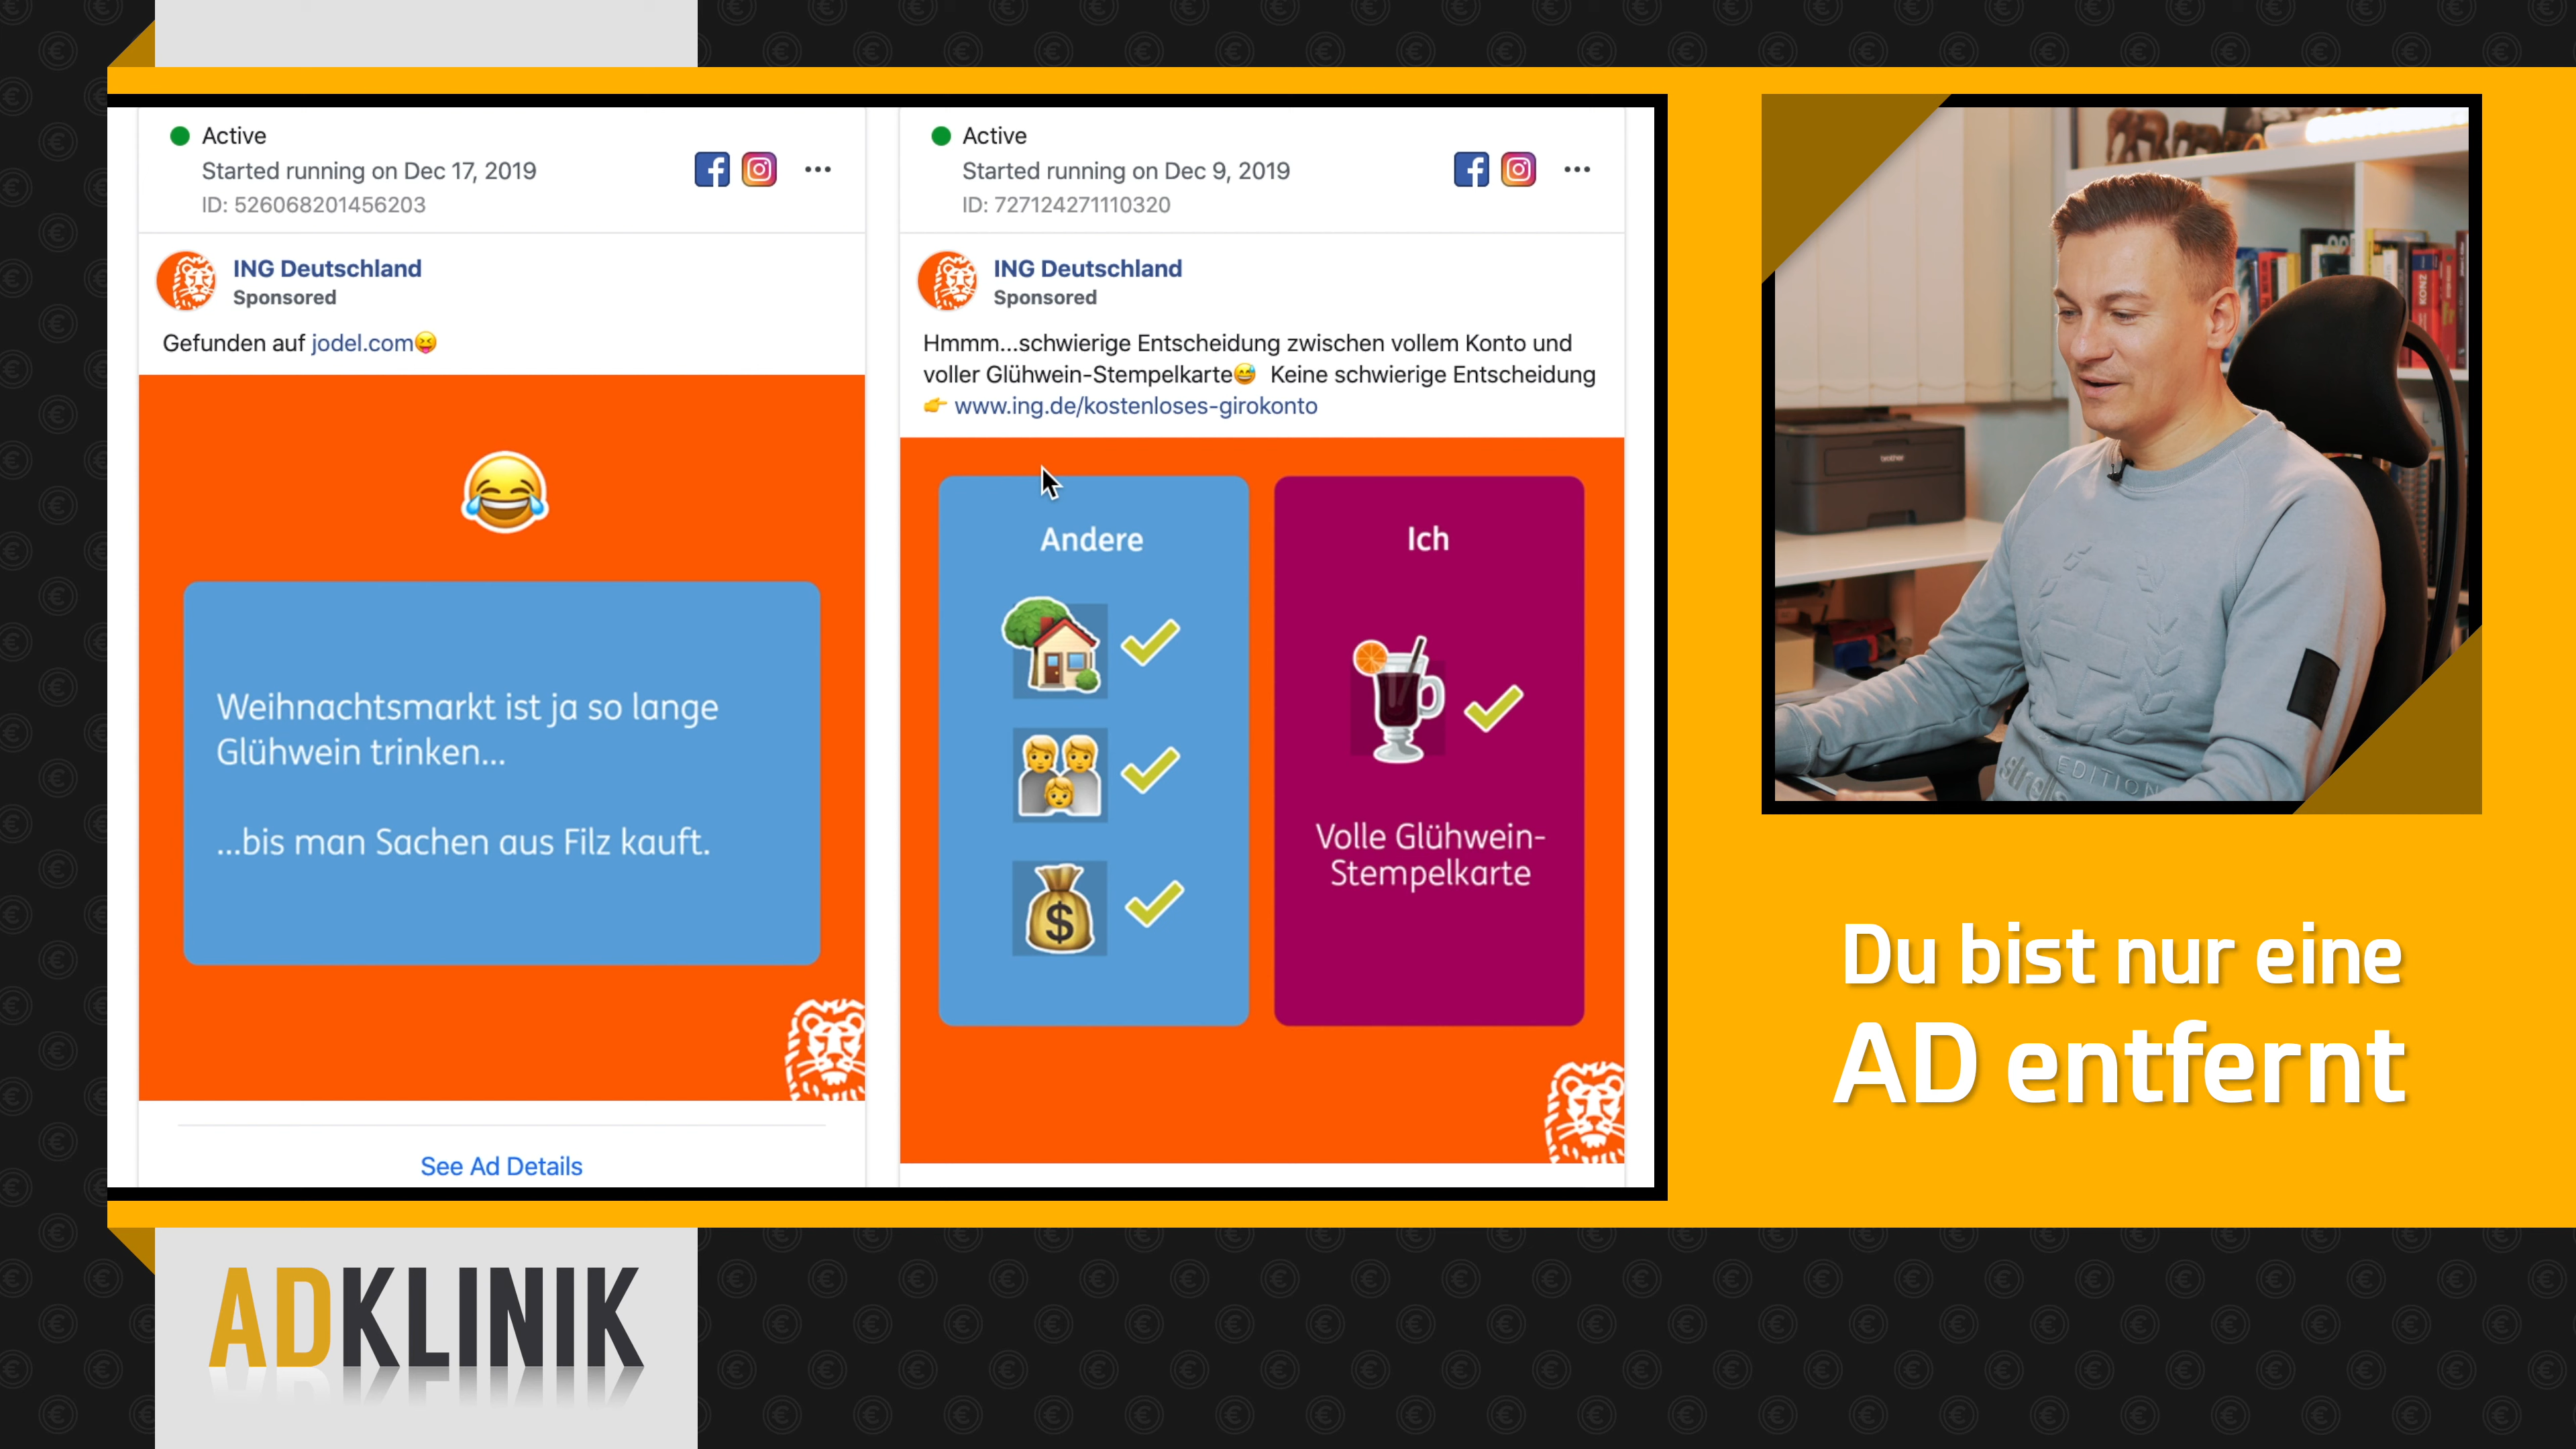 Active
Started running on Dec 17, 2019
ID: 526068201456203
ING Deutschland
Sponsored
Gefunden auf jodel.com😝
Weihnachtsmarkt ist ja so lange
Glühwein trinken...
...bis man Sachen aus Filz kauft.
See Ad Details
Active
Started running on Dec 9, 2019
ID: 727124271110320
ING Deutschland
Sponsored
Hmmm...schwierige Entscheidung zwischen vollem Konto und
voller Glühwein-Stempelkarte😅 Keine schwierige Entscheidung
👉 www.ing.de/kostenloses-girokonto
Andere
Ich
Volle Glühwein-
Stempelkarte
brother
KONZ
EDITION
Du bist nur eine
AD entfernt
ADKLINIK